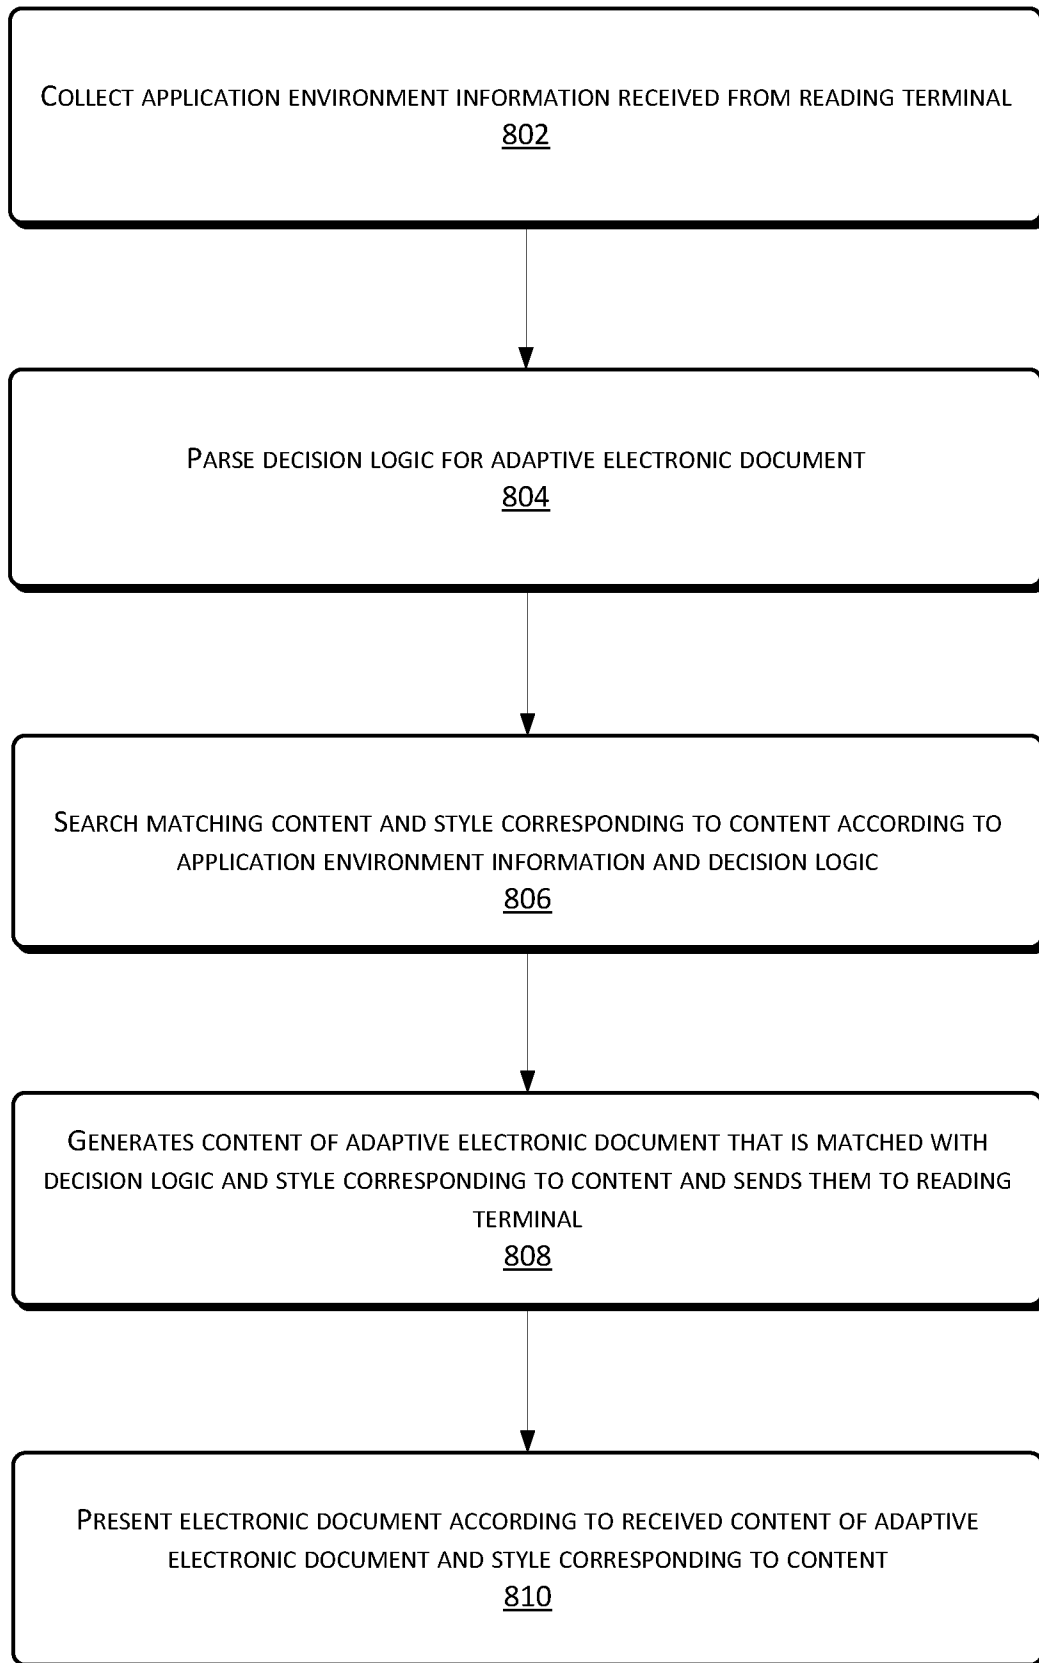 COLLECT APPLICATION ENVIRONMENT INFORMATION RECEIVED FROM READING TERMINAL
802
PARSE DECISION LOGIC FOR ADAPTIVE ELECTRONIC DOCUMENT
804
SEARCH MATCHING CONTENT AND STYLE CORRESPONDING TO CONTENT ACCORDING TO
APPLICATION ENVIRONMENT INFORMATION AND DECISION LOGIC
806
GENERATES CONTENT OF ADAPTIVE ELECTRONIC DOCUMENT THAT IS MATCHED WITH
DECISION LOGIC AND STYLE CORRESPONDING TO CONTENT AND SENDS THEM TO READING
TERMINAL
808
PRESENT ELECTRONIC DOCUMENT ACCORDING TO RECEIVED CONTENT OF ADAPTIVE
ELECTRONIC DOCUMENT AND STYLE CORRESPONDING TO CONTENT
810